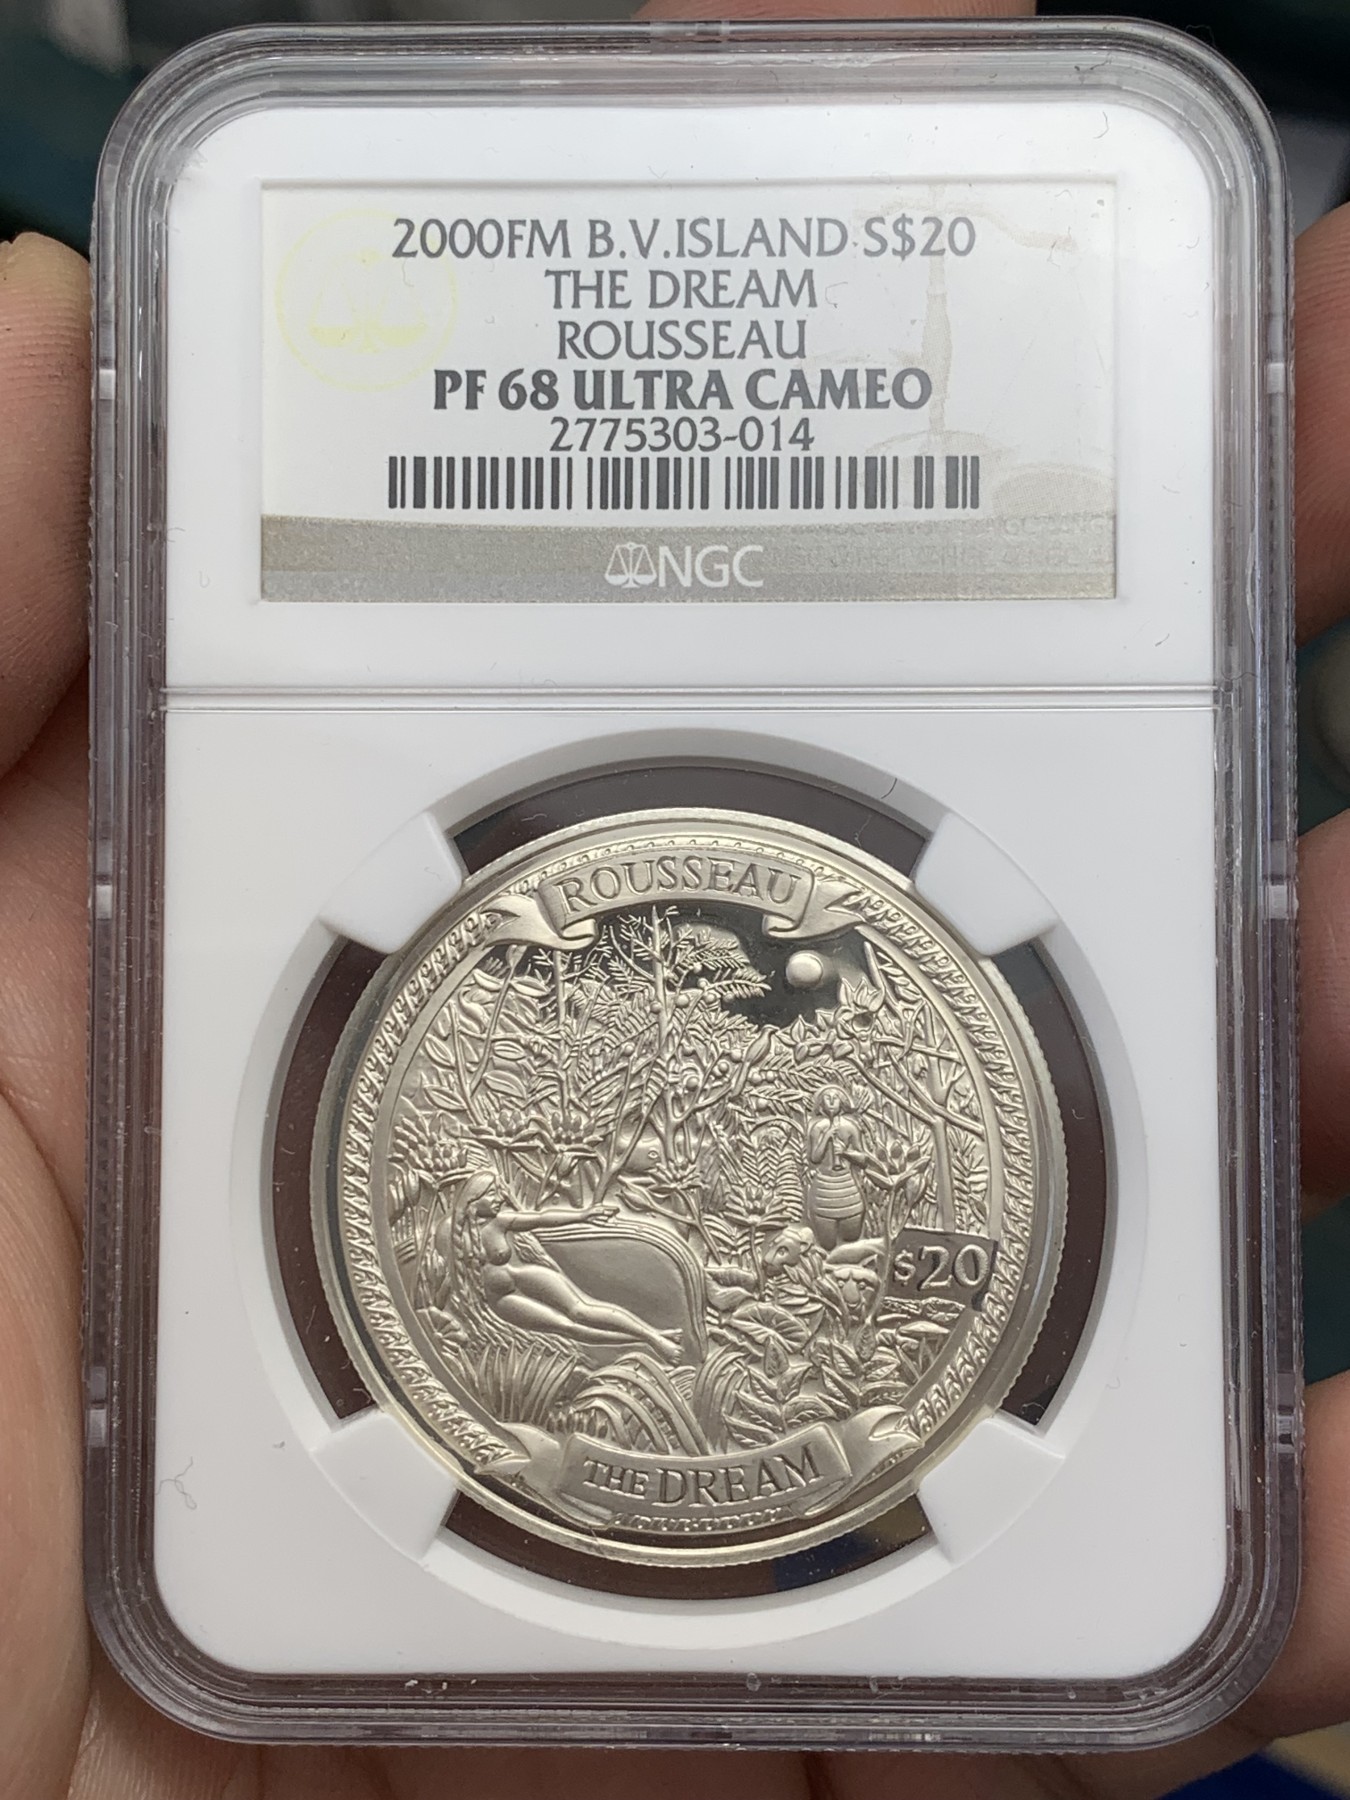 2000FM B.V.ISLAND S$20
THE DREAM
ROUSSEAU
PF 68 ULTRA CAMEO
2775303-014
NGC
ROUSSEAU
$20
THE DREAM